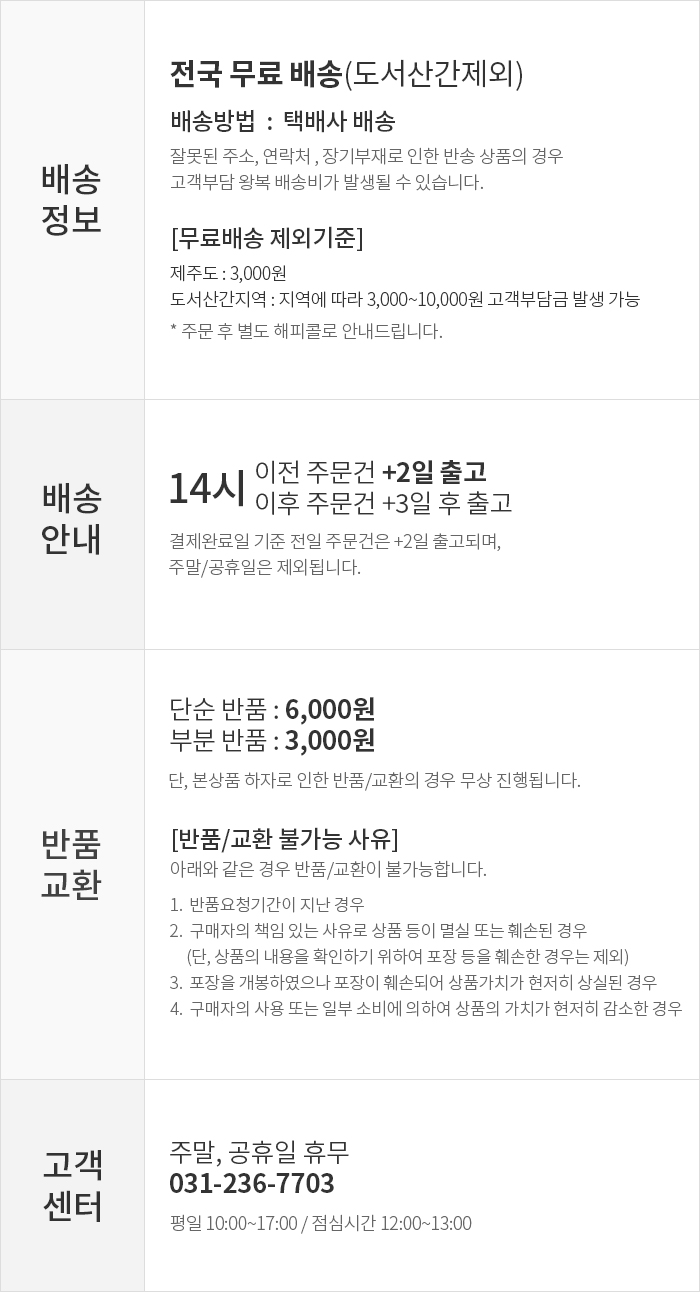 배송
정보
전국 무료 배송(도서산간제외)
배송방법 : 택배사 배송
잘못된 주소, 연락처 , 장기부재로 인한 반송 상품의 경우
고객부담 왕복 배송비가 발생될 수 있습니다.
[무료배송 제외기준]
제주도 : 3,000원
도서산간지역 : 지역에 따라 3,000~10,000원 고객부담금 발생 가능
* 주문 후 별도 해피콜로 안내드립니다.
배송
안내
14시
이전 주문건 +2일 출고
이후 주문건 +3일 후 출고
결제완료일 기준 전일 주문건은 +2일 출고되며,
주말/공휴일은 제외됩니다.
반품
교환
단순 반품 : 6,000원
부분 반품 : 3,000원
단, 본상품 하자로 인한 반품/교환의 경우 무상 진행됩니다.
[반품/교환 불가능 사유]
아래와 같은 경우 반품/교환이 불가능합니다.
1. 반품요청기간이 지난 경우
2. 구매자의 책임 있는 사유로 상품 등이 멸실 또는 훼손된 경우
(단, 상품의 내용을 확인하기 위하여 포장 등을 훼손한 경우는 제외)
3. 포장을 개봉하였으나 포장이 훼손되어 상품가치가 현저히 상실된 경우
4. 구매자의 사용 또는 일부 소비에 의하여 상품의 가치가 현저히 감소한 경우
고객
센터
주말, 공휴일 휴무
031-236-7703
평일 10:00~17:00 / 점심시간 12:00~13:00